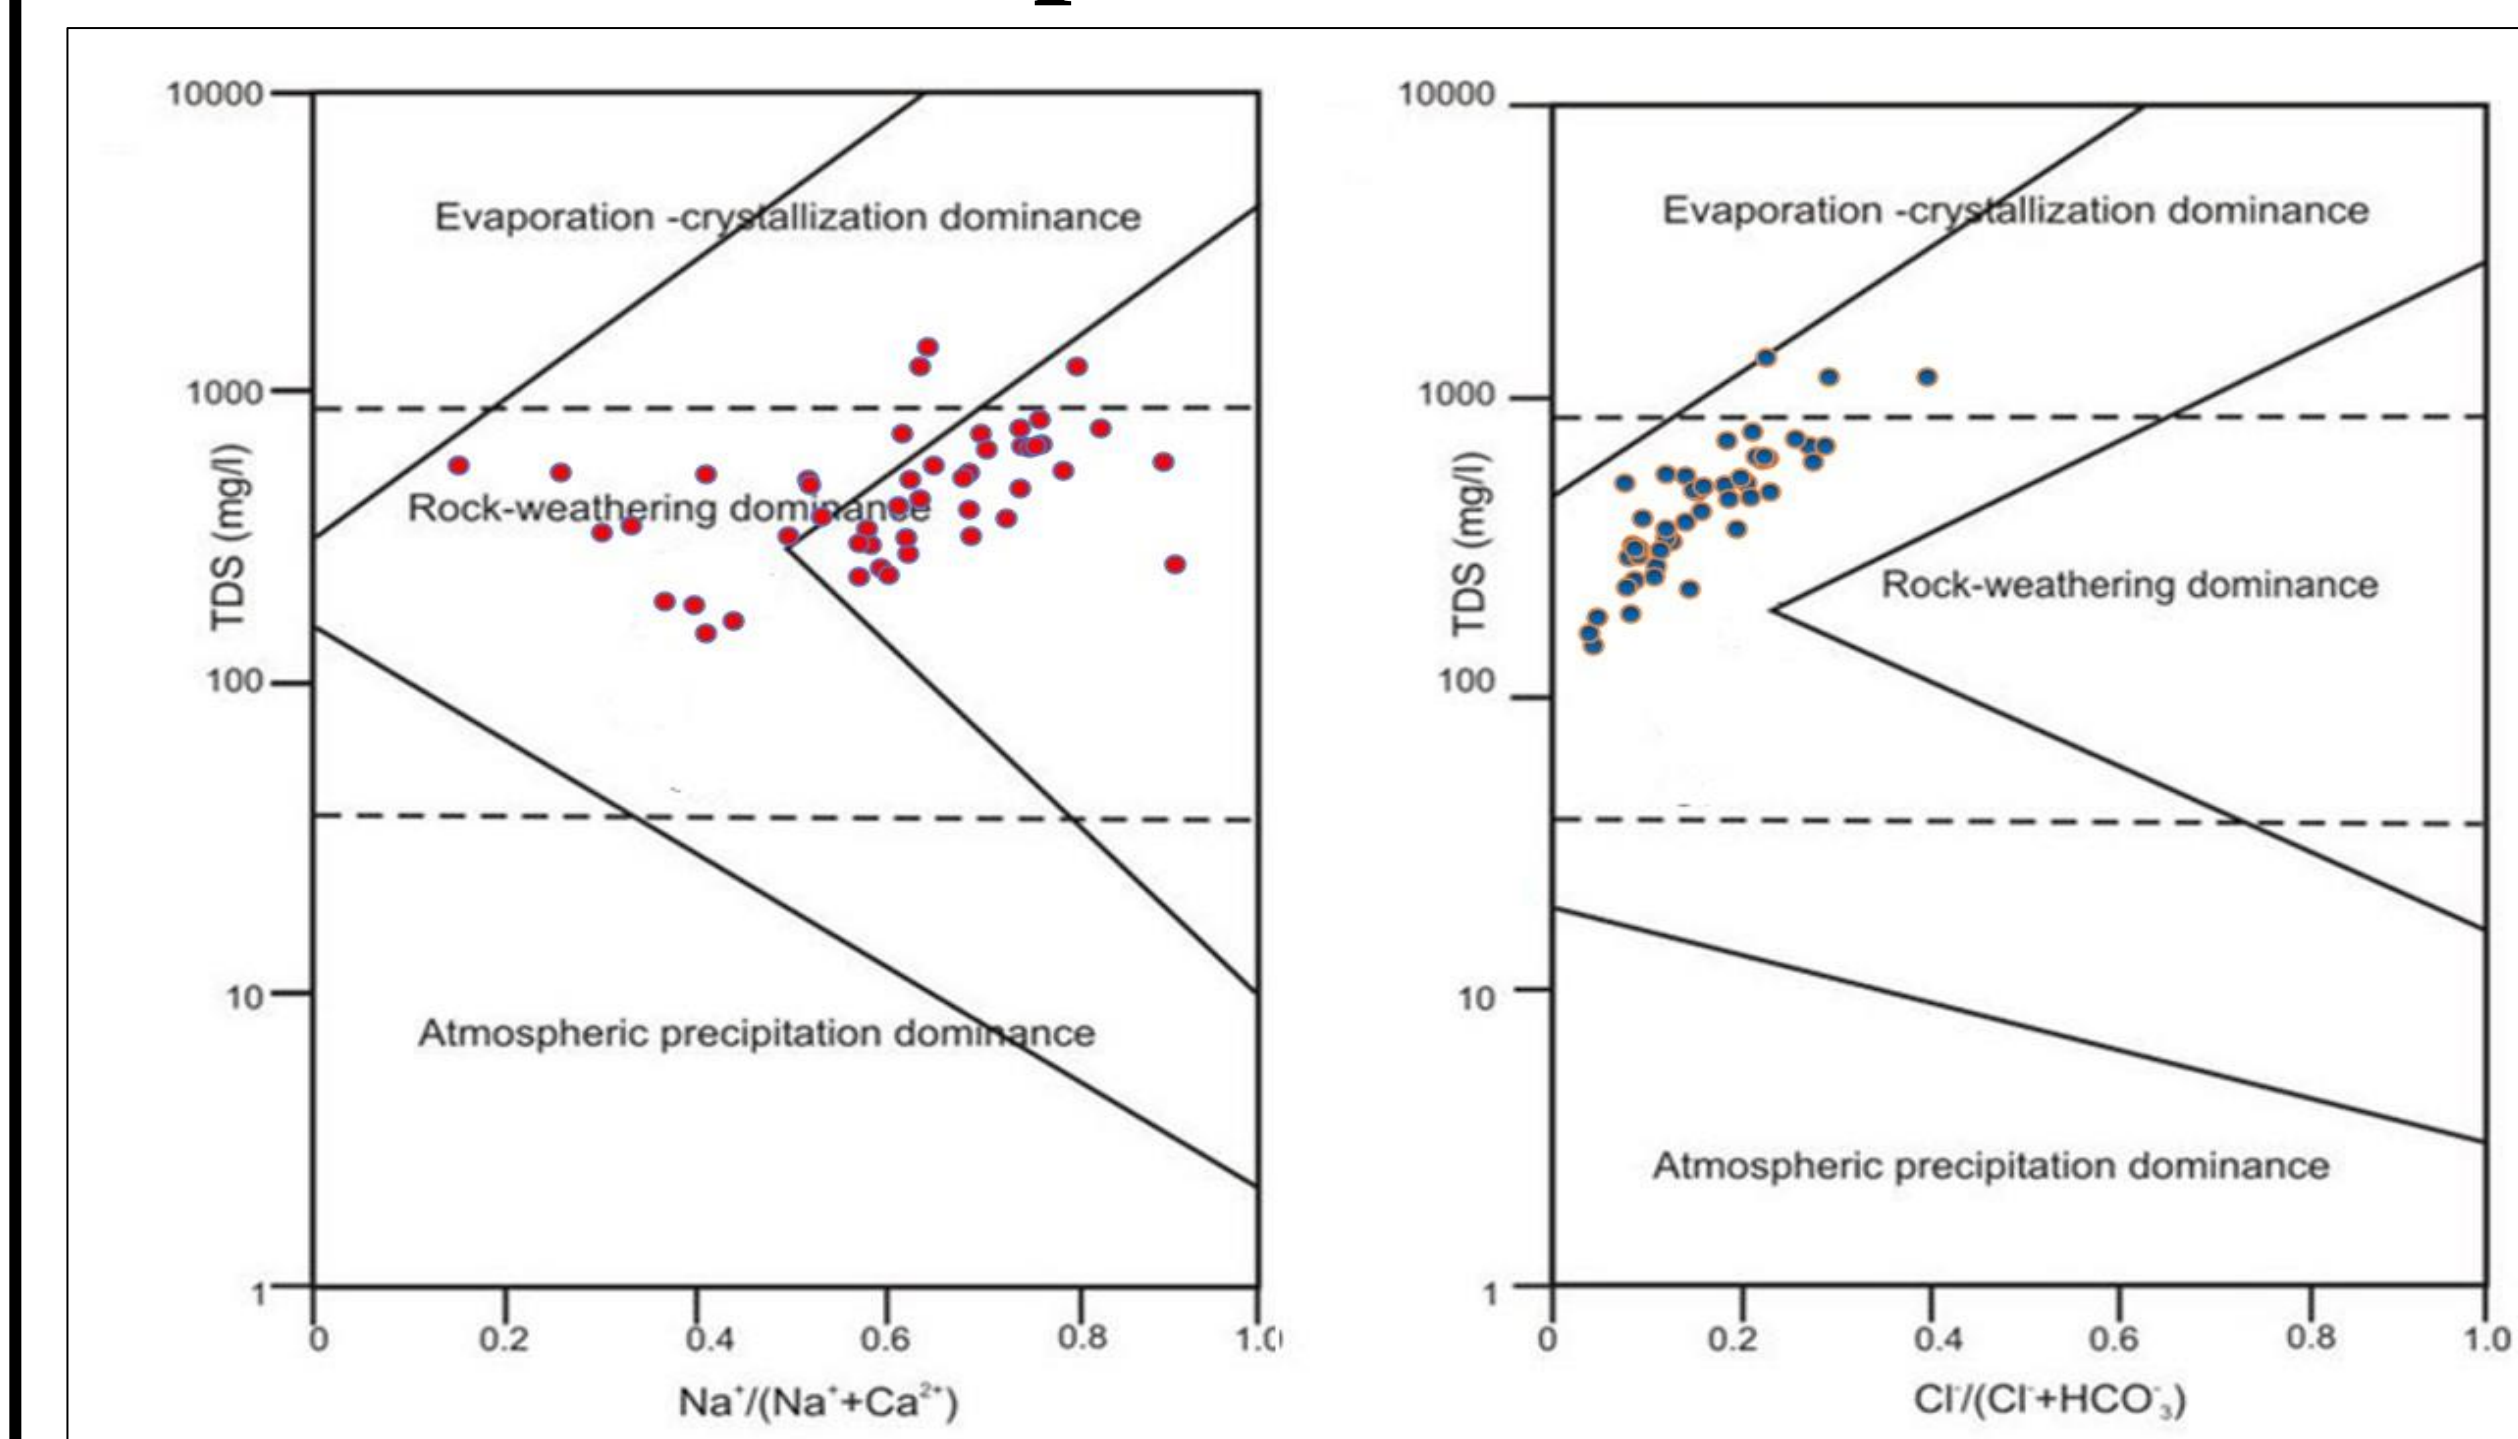 10000
1000
100
10
1
TDS (mg/l)
Evaporation -crystallization dominance
Rock-weathering dominance
Atmospheric precipitation dominance
0 0.2 0.4 0.6 0.8 1.0
Na⁺/(Na⁺+Ca²⁺)
10000
1000
100
10
1
TDS (mg/l)
Evaporation -crystallization dominance
Rock-weathering dominance
Atmospheric precipitation dominance
0 0.2 0.4 0.6 0.8 1.0
Cl⁻/(Cl⁻+HCO⁻₃)